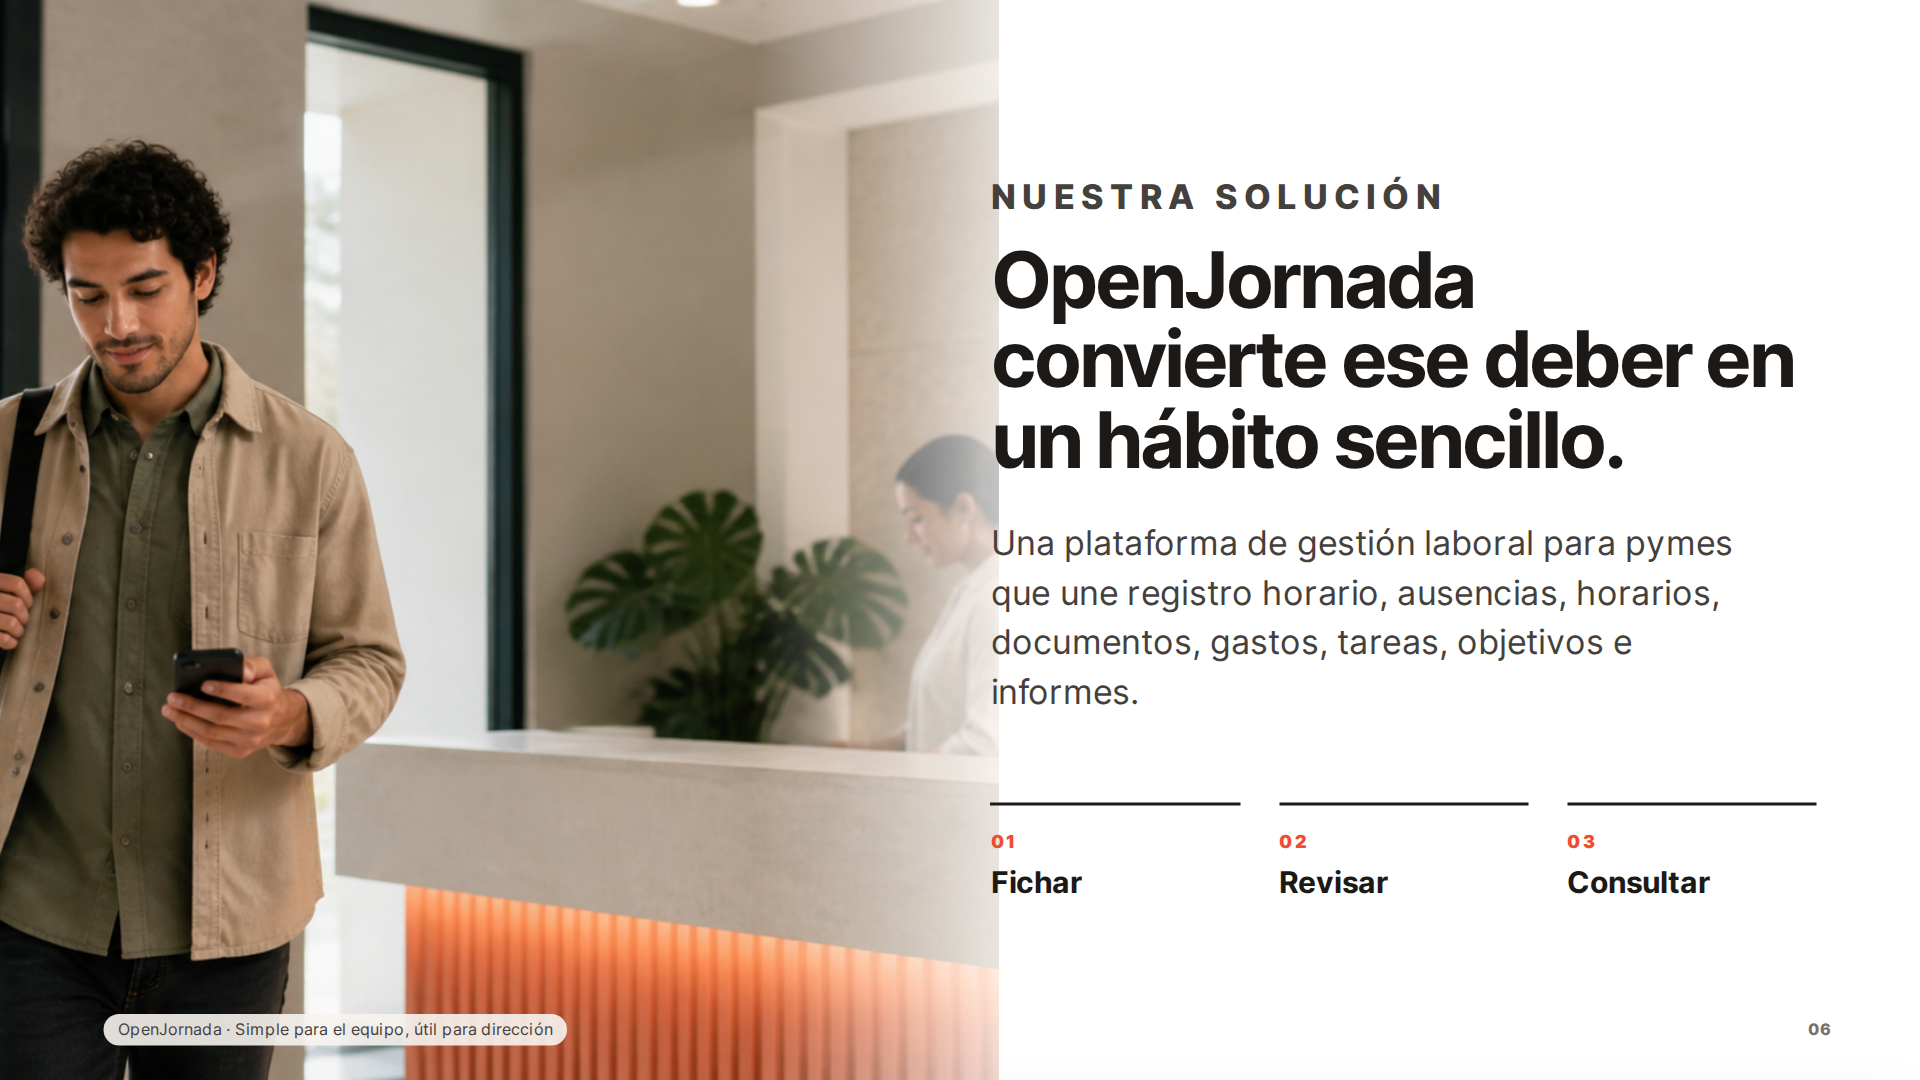 NUESTRA SOLUCIÓN
OpenJornada
convierte ese deber en
un hábito sencillo.
Una plataforma de gestión laboral para pymes
que une registro horario, ausencias, horarios,
documentos, gastos, tareas, objetivos e
informes.
01
Fichar
02
Revisar
03
Consultar
OpenJornada · Simple para el equipo, útil para dirección
06